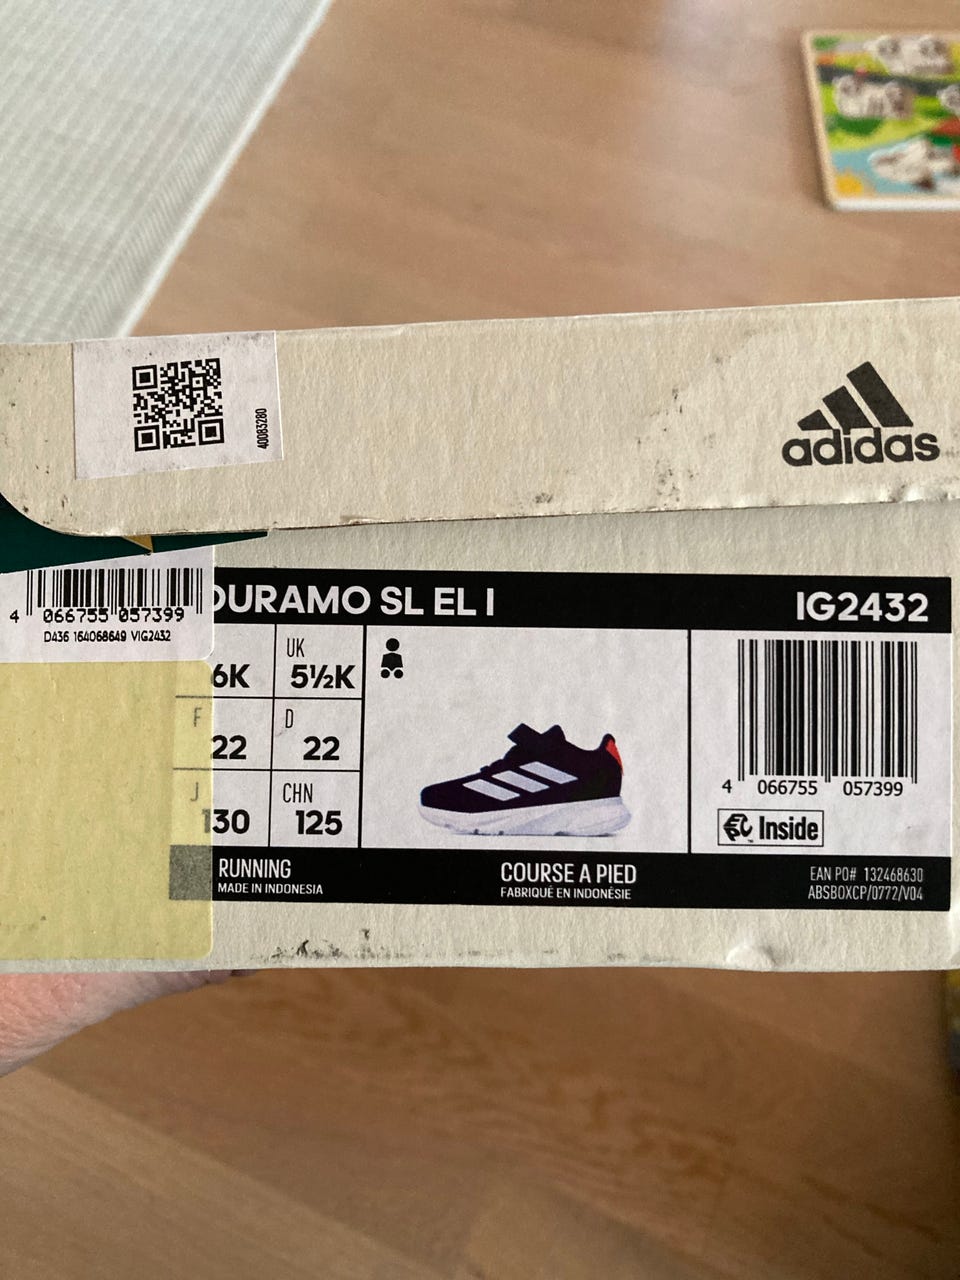 40083280
adidas
4 066755 057399
D436 164068649 VIG2432
DURAMO SL EL I
IG2432
6K
UK
5½K
F
22
D
22
J
130
CHN
125
4 066755 057399
Inside
RUNNING
MADE IN INDONESIA
COURSE A PIED
FABRIQUÉ EN INDONÉSIE
EAN PO# 132468630
ABSBOXCP/0772/V04